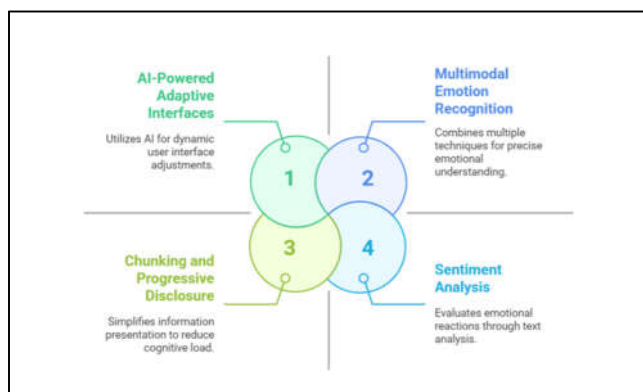 AI-Powered
Adaptive
Interfaces
Utilizes AI for dynamic
user interface
adjustments.
Multimodal
Emotion
Recognition
Combines multiple
techniques for precise
emotional
understanding.
1
2
3
4
Chunking and
Progressive
Disclosure
Simplifies information
presentation to reduce
cognitive load.
Sentiment
Analysis
Evaluates emotional
reactions through text
analysis.